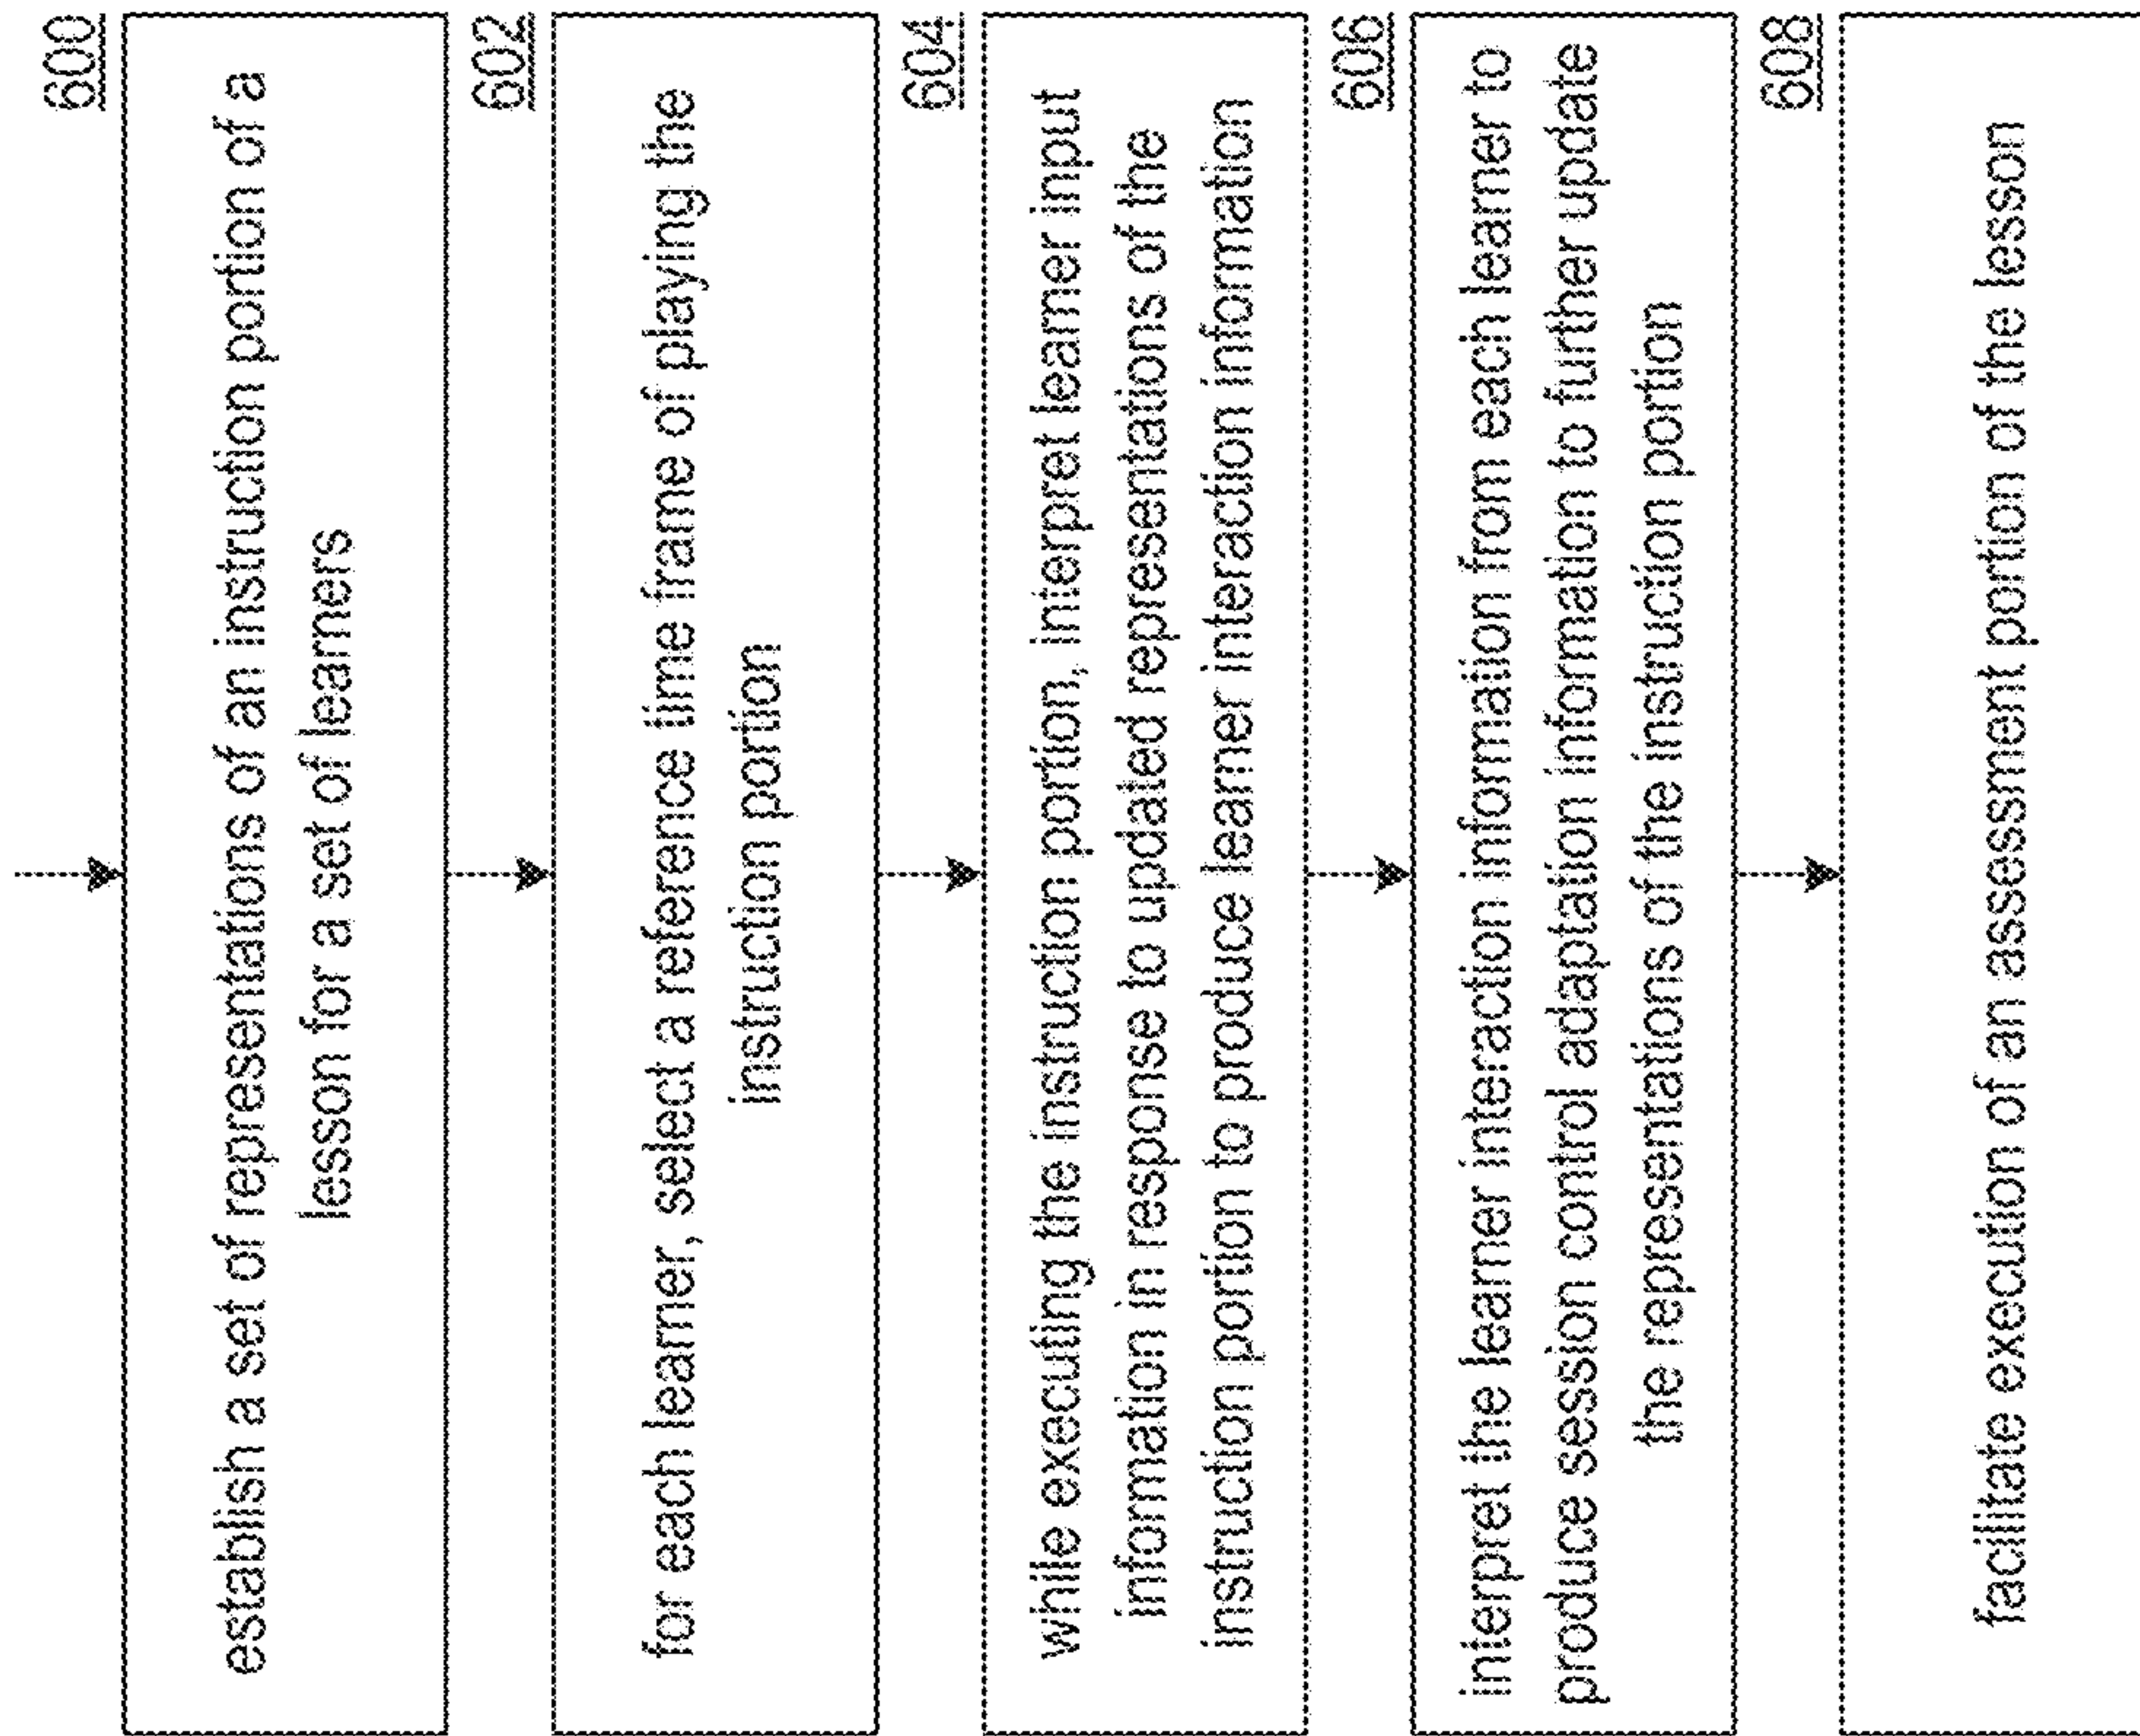 600
establish a set of representations of an instruction portion of a
lesson for a set of learners
602
for each learner, select a reference time frame of playing the
instruction portion
604
while executing the instruction portion, interpret learner input
information in response to updated representations of the
instruction portion to produce learner interaction information
606
interpret the learner interaction information from each learner to
produce session control adaptation information to further update
the representations of the instruction portion
608
facilitate execution of an assessment portion of the lesson